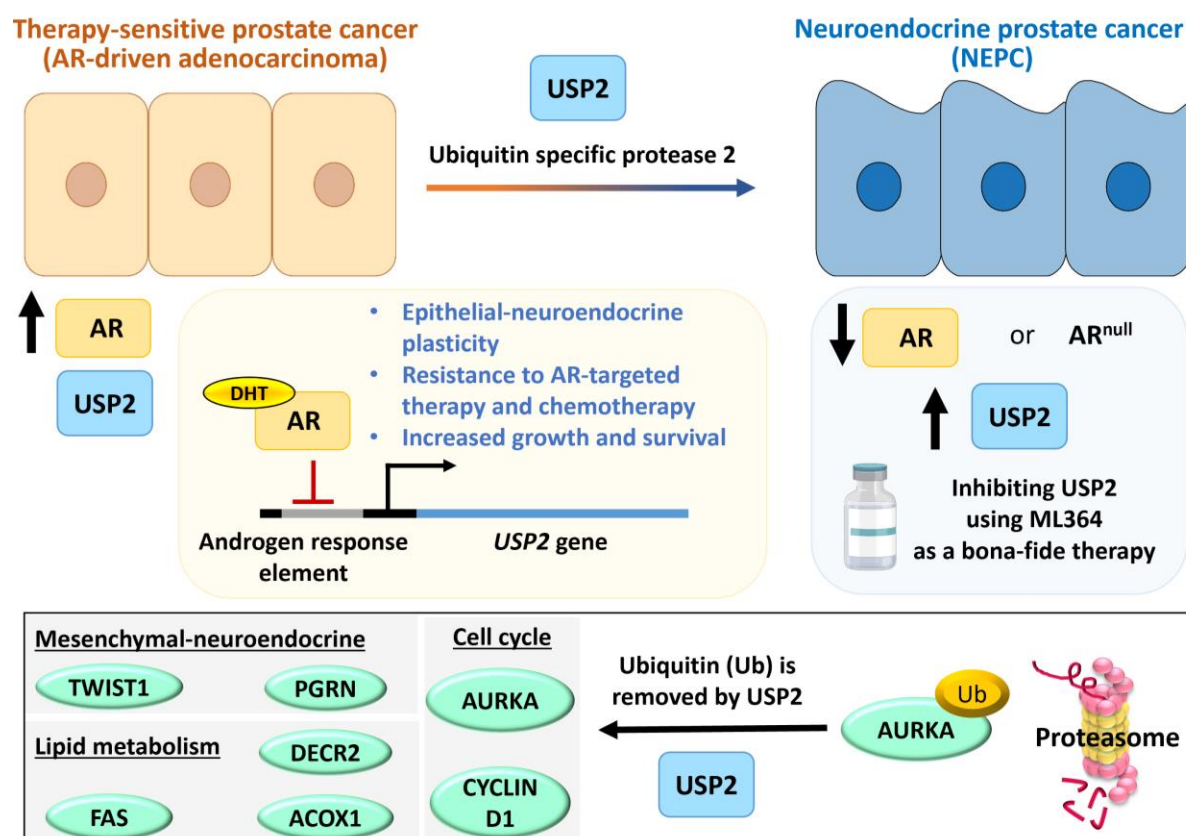 Therapy-sensitive prostate cancer
(AR-driven adenocarcinoma)
USP2
Ubiquitin specific protease 2
Neuroendocrine prostate cancer
(NEPC)
AR
USP2
• Epithelial-neuroendocrine
plasticity
• Resistance to AR-targeted
therapy and chemotherapy
• Increased growth and survival
DHT
AR
Androgen response
element
USP2 gene
AR or ARnull
USP2
Inhibiting USP2
using ML364
as a bona-fide therapy
Mesenchymal-neuroendocrine
TWIST1
PGRN
Lipid metabolism
DECR2
FAS
ACOX1
Cell cycle
AURKA
CYCLIN
D1
Ubiquitin (Ub) is
removed by USP2
USP2
Ub
AURKA
Proteasome